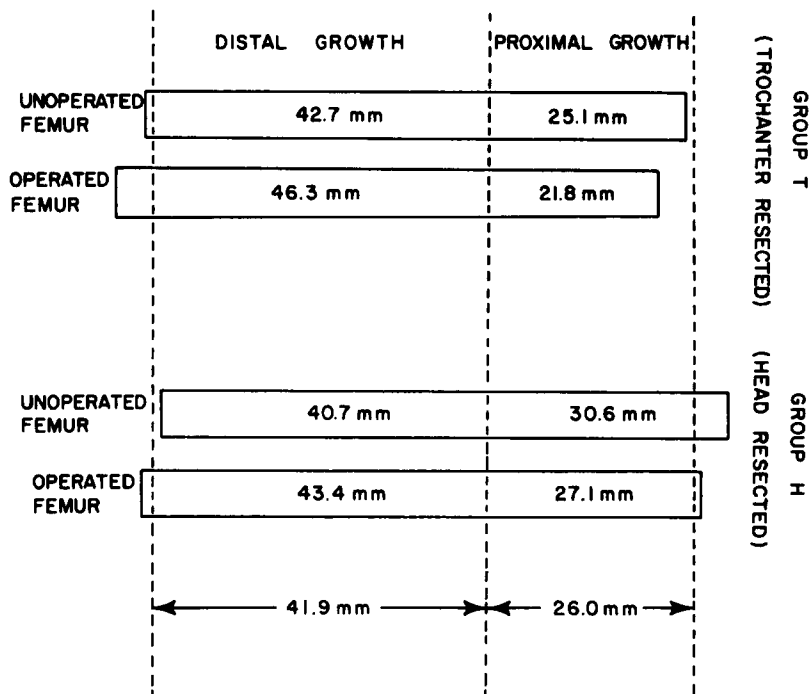 DISTAL GROWTH
PROXIMAL GROWTH
UNOPERATED
FEMUR
42.7 mm
25.1 mm
OPERATED
FEMUR
46.3 mm
21.8 mm
GROUP T
(TROCHANTER RESECTED)
UNOPERATED
FEMUR
40.7 mm
30.6 mm
OPERATED
FEMUR
43.4 mm
27.1 mm
GROUP H
(HEAD RESECTED)
41.9 mm
26.0 mm